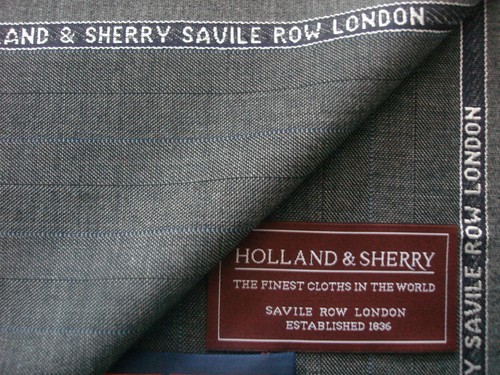 LLAND & SHERRY SAVILE ROW LONDON
Y SAVILE ROW LONDON
HOLLAND & SHERRY
THE FINEST CLOTHS IN THE WORLD
SAVILE ROW LONDON
ESTABLISHED 1836